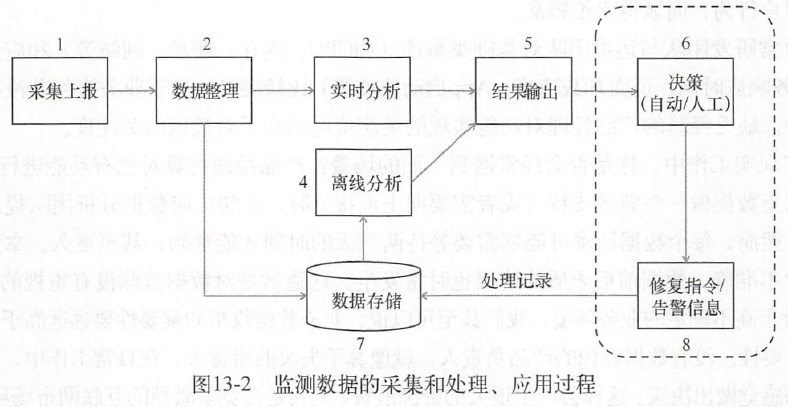 1
采集上报
2
数据整理
3
实时分析
4
离线分析
5
结果输出
6
决策
(自动/人工)
数据存储
7
处理记录
修复指令/
告警信息
8
图13-2 监测数据的采集和处理、应用过程